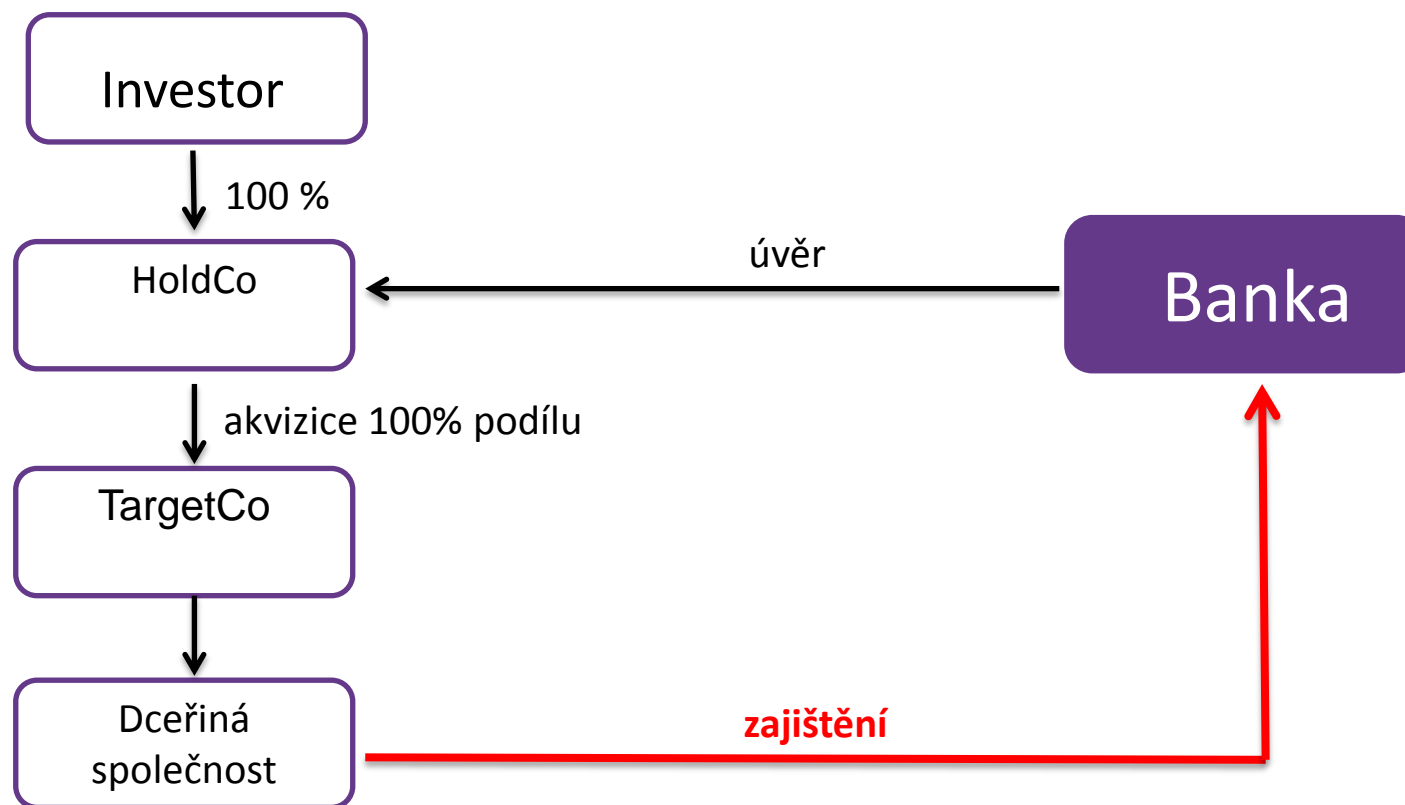 Investor
100 %
HoldCo
úvěr
Banka
akvizice 100% podílu
TargetCo
Dceřiná
společnost
zajištění